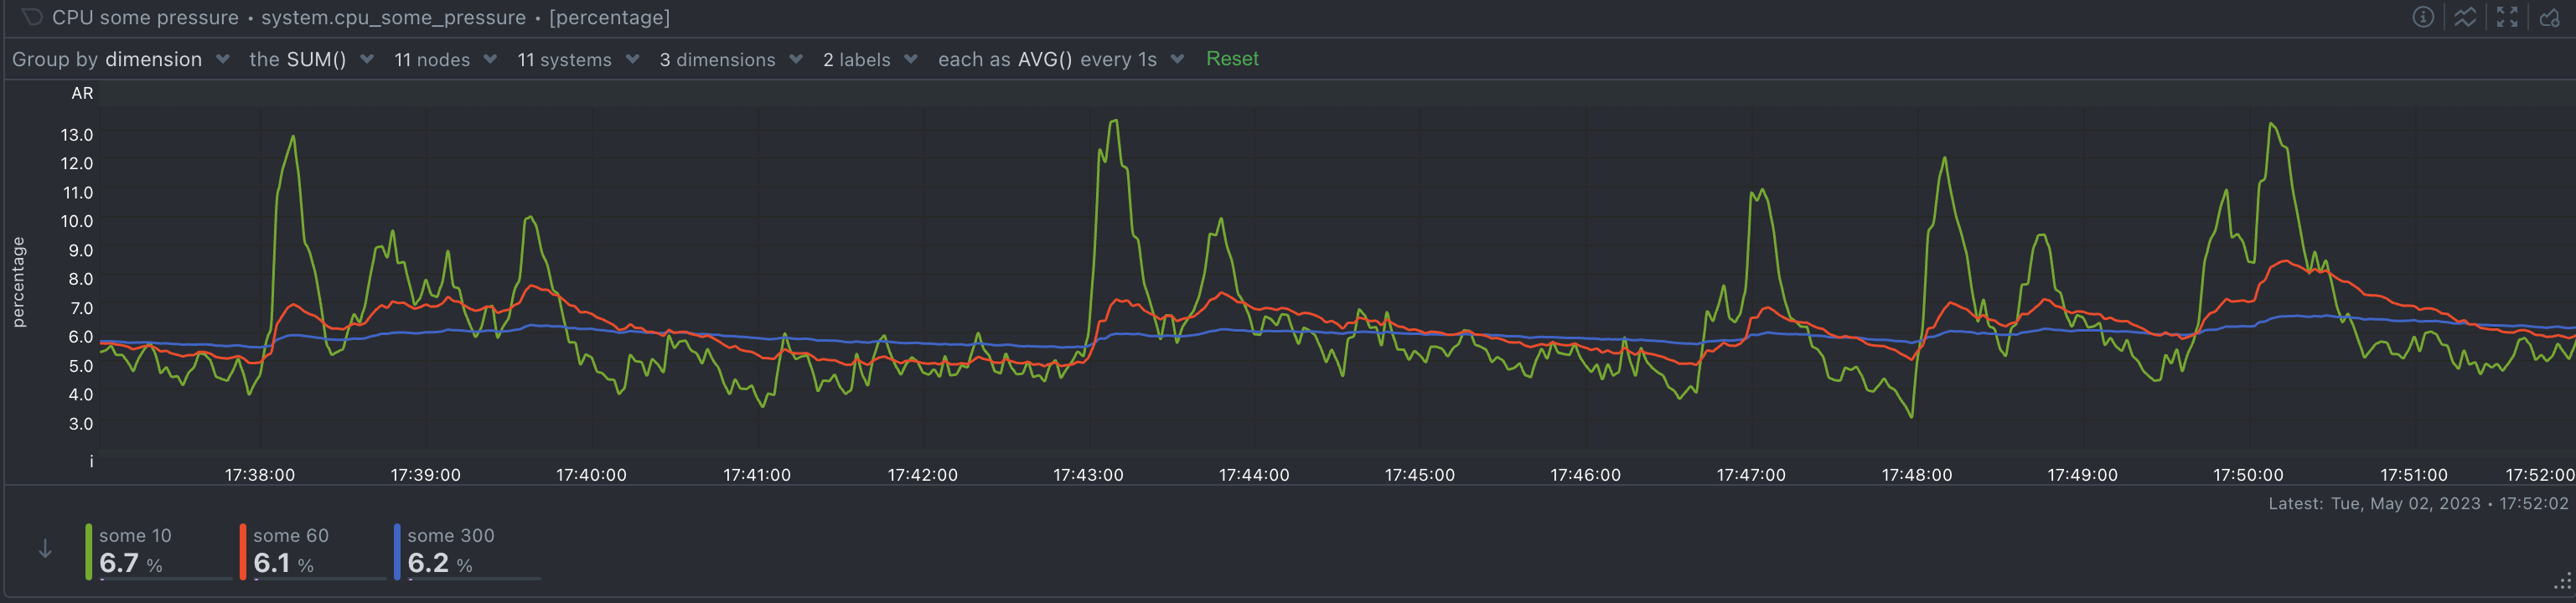 CPU some pressure • system.cpu_some_pressure • [percentage]
Group by dimension the SUM() 11 nodes 11 systems 3 dimensions 2 labels each as AVG() every 1s Reset
AR
percentage
13.0
12.0
11.0
10.0
9.0
8.0
7.0
6.0
5.0
4.0
3.0
i
17:38:00 17:39:00 17:40:00 17:41:00 17:42:00 17:43:00 17:44:00 17:45:00 17:46:00 17:47:00 17:48:00 17:49:00 17:50:00 17:51:00 17:52:00
Latest: Tue, May 02, 2023 • 17:52:02
some 10 some 60 some 300
6.7 % 6.1 % 6.2 %